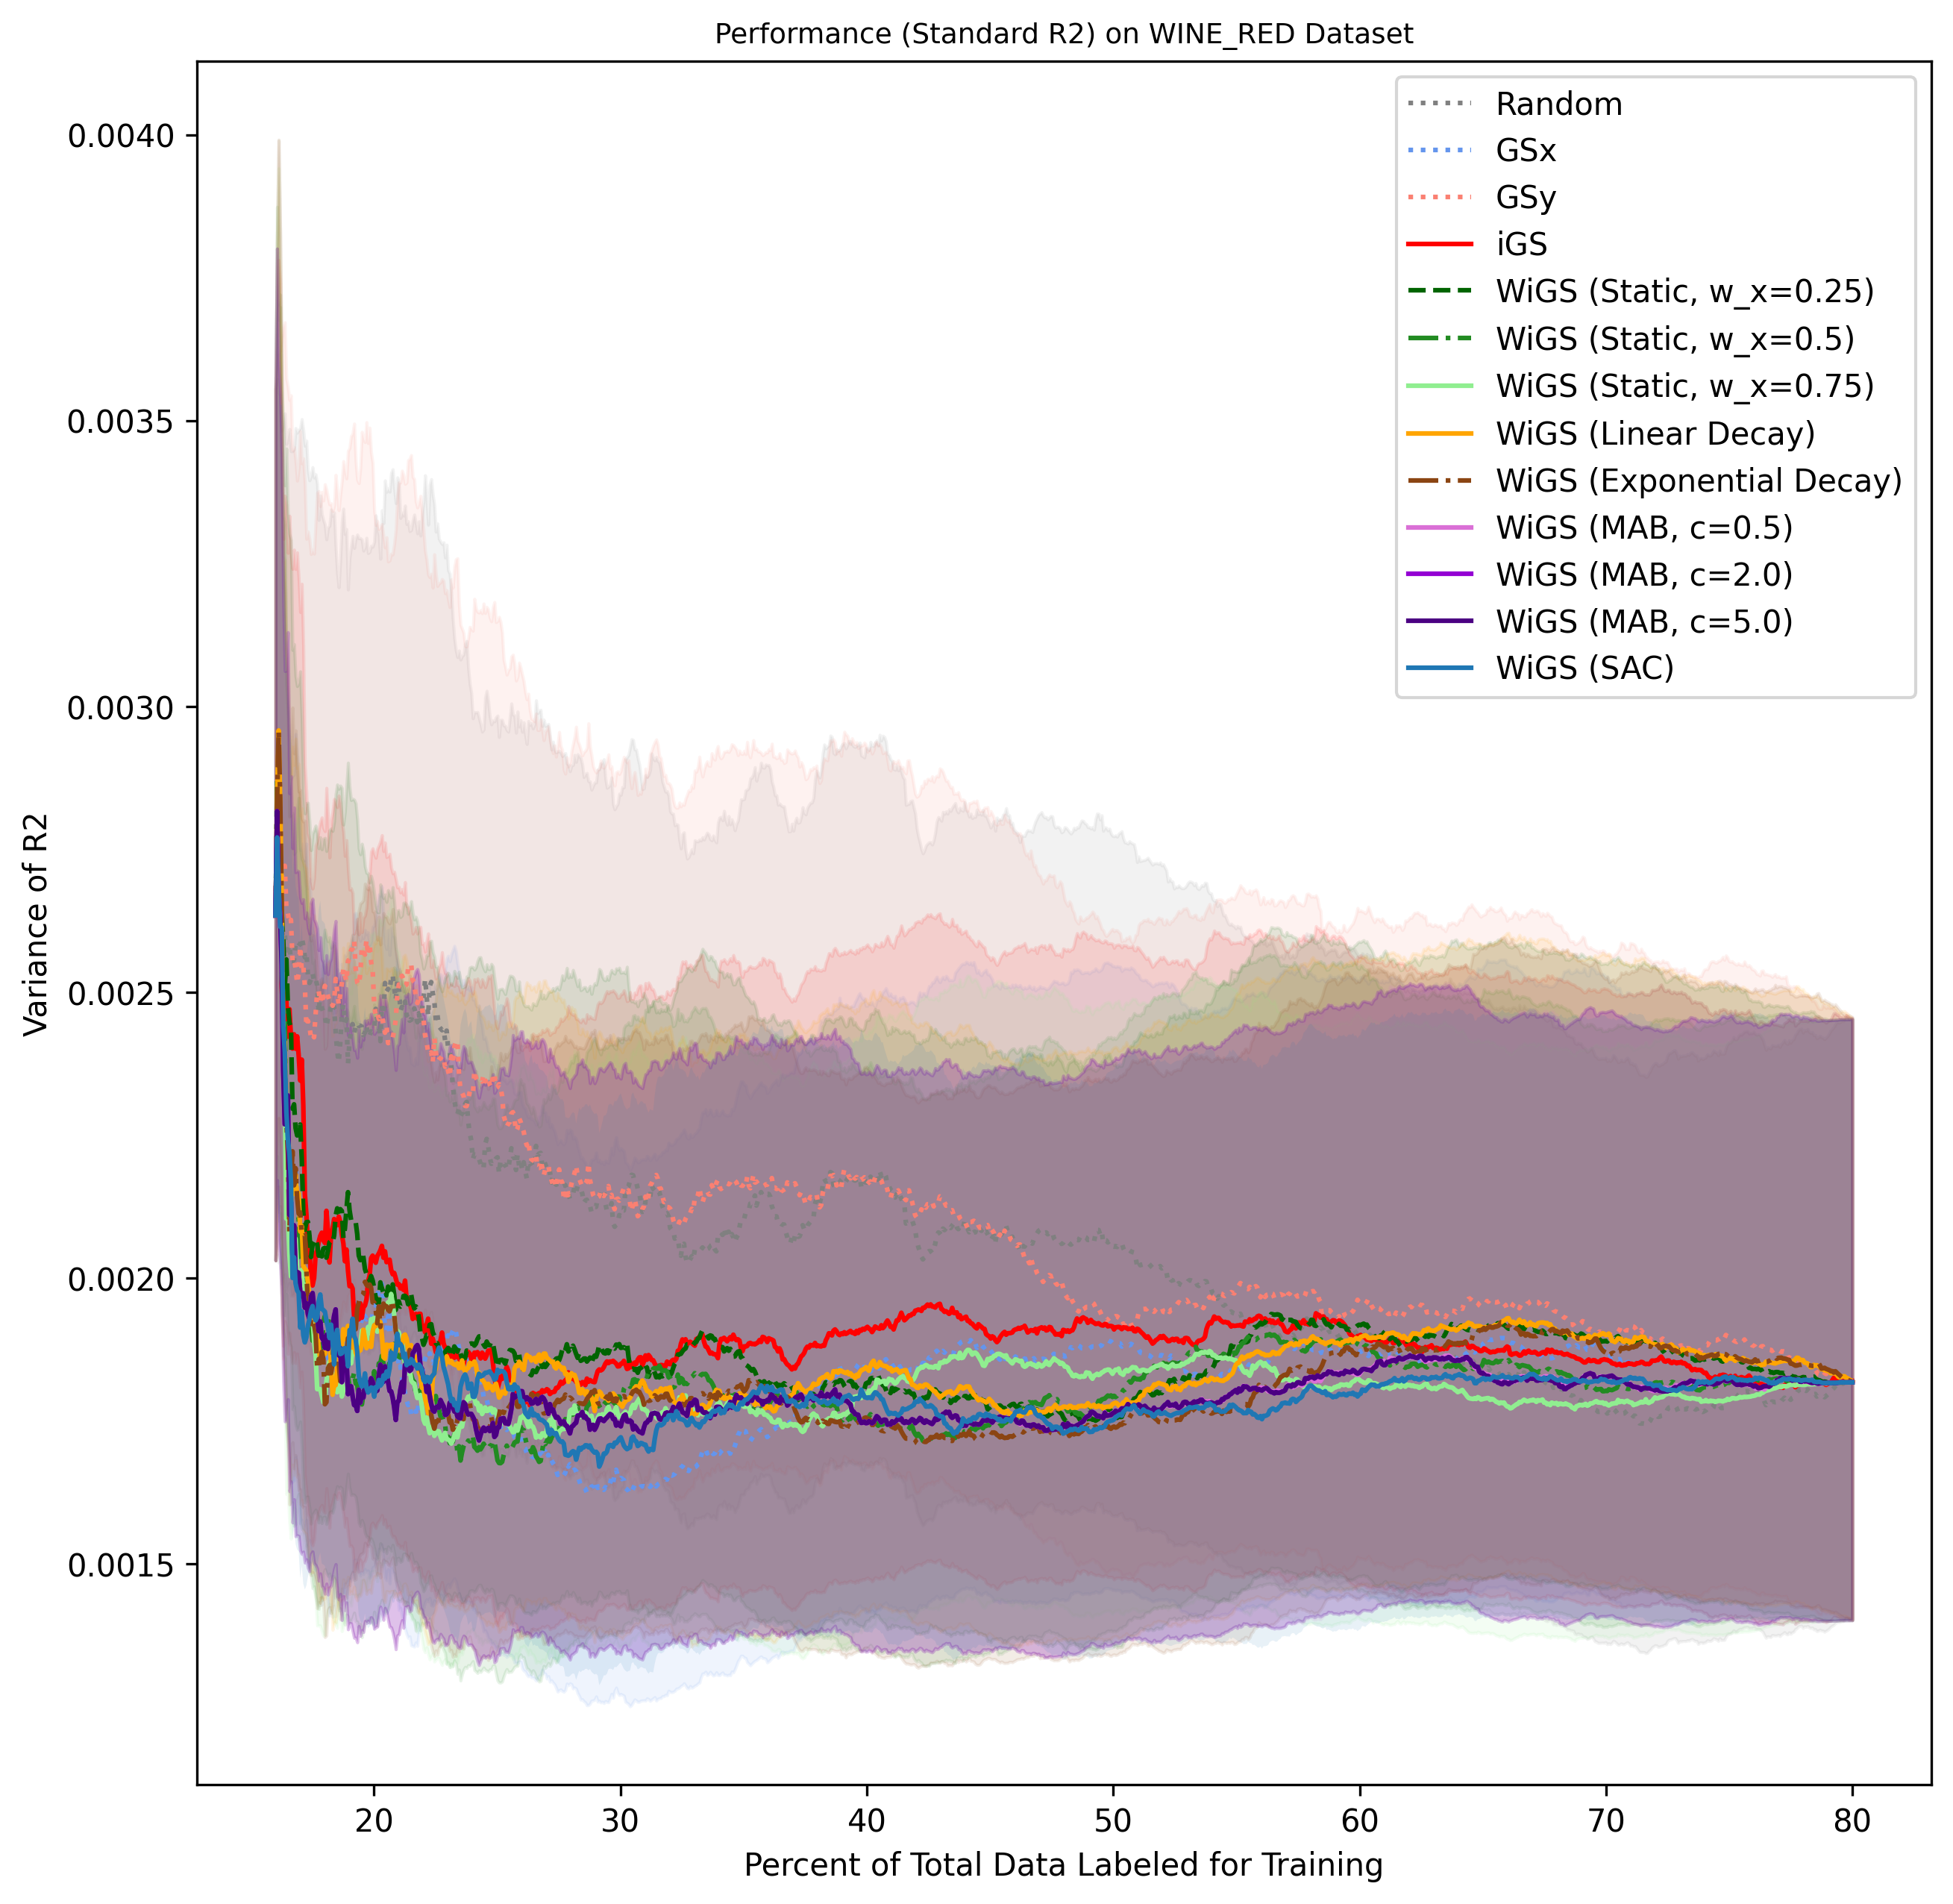 Performance (Standard R2) on WINE_RED Dataset
Variance of R2
0.0040
0.0035
0.0030
0.0025
0.0020
0.0015
Random
GSx
GSy
iGS
WiGS (Static, w_x=0.25)
WiGS (Static, w_x=0.5)
WiGS (Static, w_x=0.75)
WiGS (Linear Decay)
WiGS (Exponential Decay)
WiGS (MAB, c=0.5)
WiGS (MAB, c=2.0)
WiGS (MAB, c=5.0)
WiGS (SAC)
20 30 40 50 60 70 80
Percent of Total Data Labeled for Training